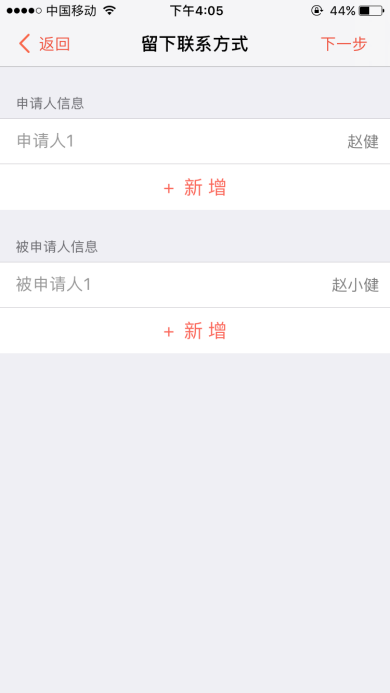 中国移动 下午4:05 44%
返回 留下联系方式 下一步
申请人信息
申请人1 赵健
+ 新增
被申请人信息
被申请人1 赵小健
+ 新增